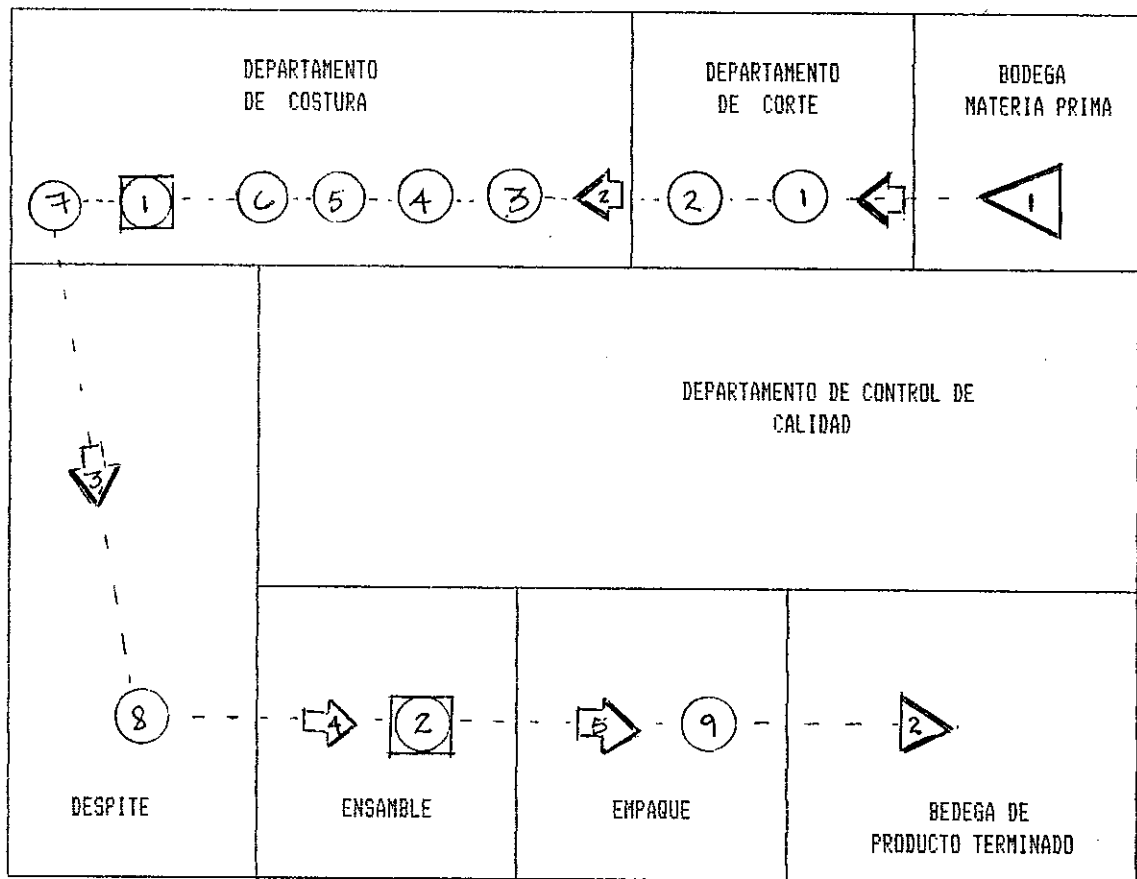 DEPARTAMENTO
DE COSTURA
DEPARTAMENTO
DE CORTE
BODEGA
MATERIA PRIMA
7 1 6 5 4 3 2 2 1 1
DEPARTAMENTO DE CONTROL DE
CALIDAD
3
8 4 2 5 9 2
DESPITE
ENSAMBLE
EMPAQUE
BEDEGA DE
PRODUCTO TERMINADO